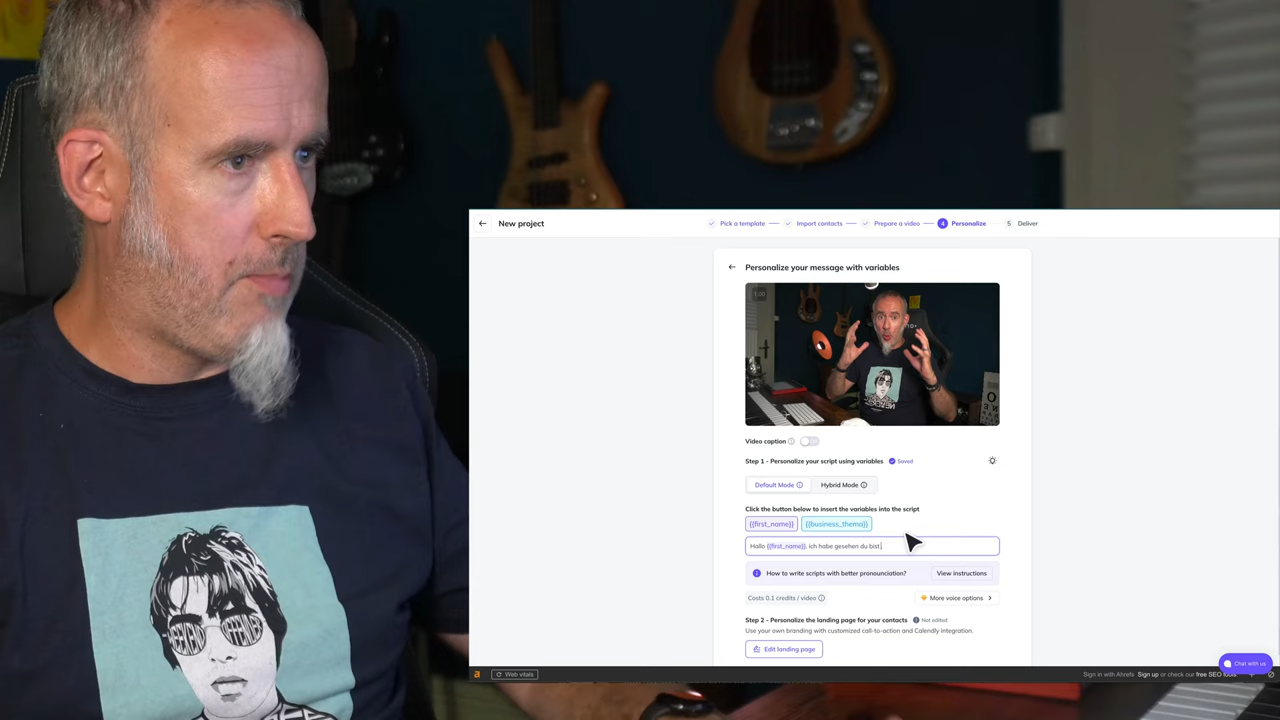 New project
Pick a template
Import contacts
Prepare a video
4 Personalize
5 Deliver
Personalize your message with variables
1:00
Video caption
Step 1 - Personalize your script using variables
Saved
Default Mode
Hybrid Mode
Click the button below to insert the variables into the script
{{first_name}} {{business_thema}}
Hallo {{first_name}}, ich habe gesehen du bist
How to write scripts with better pronounciation?
View instructions
Costs 0.1 credits / video
More voice options
Step 2 - Personalize the landing page for your contacts
Not edited
Use your own branding with customized call-to-action and Calendly integration.
Edit landing page
Chat with us
a
Web vitals
Sign in with Ahrefs Sign up or check our free SEO tools